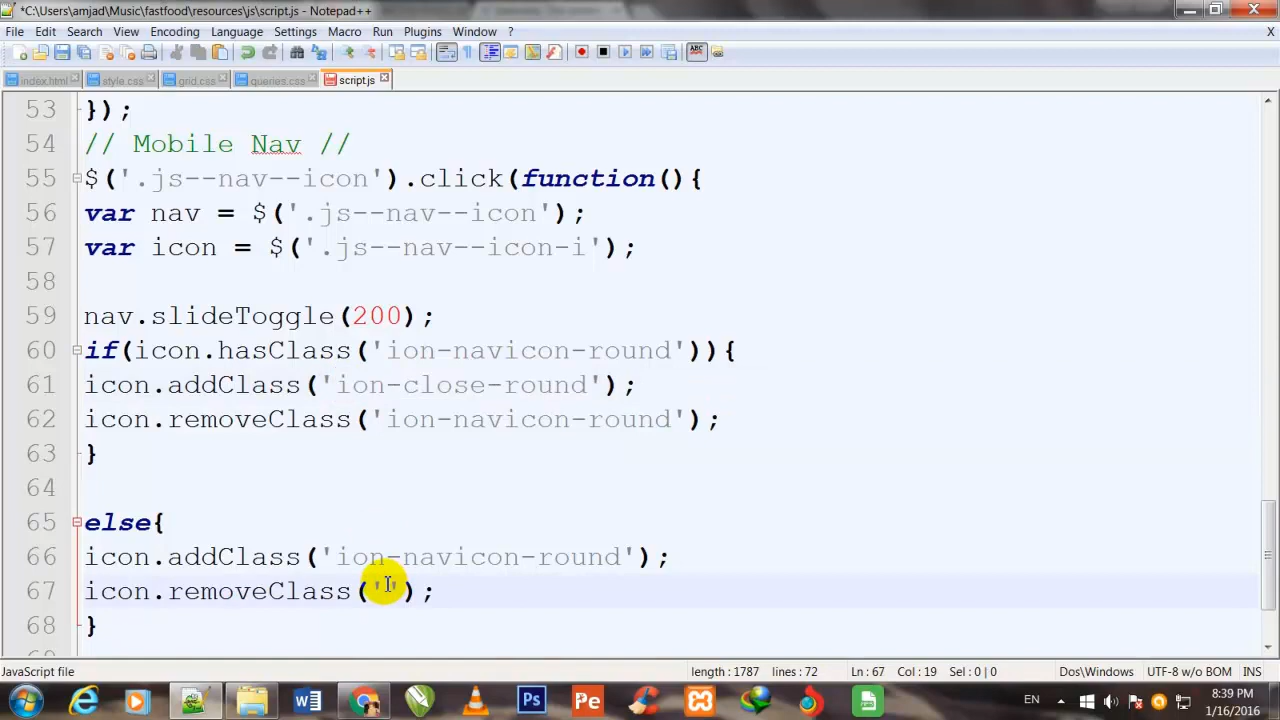 *C:\Users\amjad\Music\fastfood\resources\js\script.js - Notepad++
File Edit Search View Encoding Language Settings Macro Run Plugins Window ? X
index.html style.css grid.css queries.css script.js
53 });
54 // Mobile Nav //
55 $('.js--nav--icon').click(function(){
56 var nav = $('.js--nav--icon');
57 var icon = $('.js--nav--icon-i');
58
59 nav.slideToggle(200);
60 if(icon.hasClass('ion-navicon-round')){
61 icon.addClass('ion-close-round');
62 icon.removeClass('ion-navicon-round');
63 }
64
65 else{
66 icon.addClass('ion-navicon-round');
67 icon.removeClass('');
68 }
JavaScript file length : 1787 lines : 72 Ln : 67 Col : 19 Sel : 0 | 0 Dos\Windows UTF-8 w/o BOM INS
EN 8:39 PM
1/16/2016